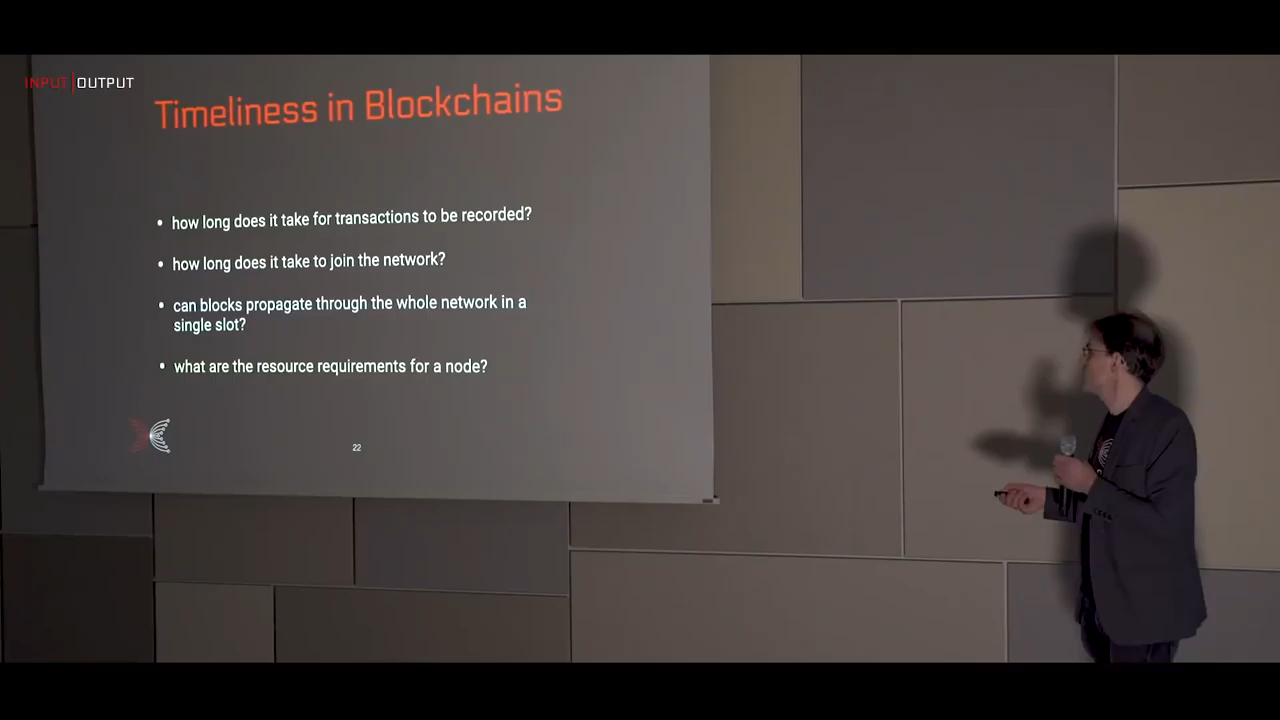 INPUT|OUTPUT
Timeliness in Blockchains
• how long does it take for transactions to be recorded?
• how long does it take to join the network?
• can blocks propagate through the whole network in a
single slot?
• what are the resource requirements for a node?
22